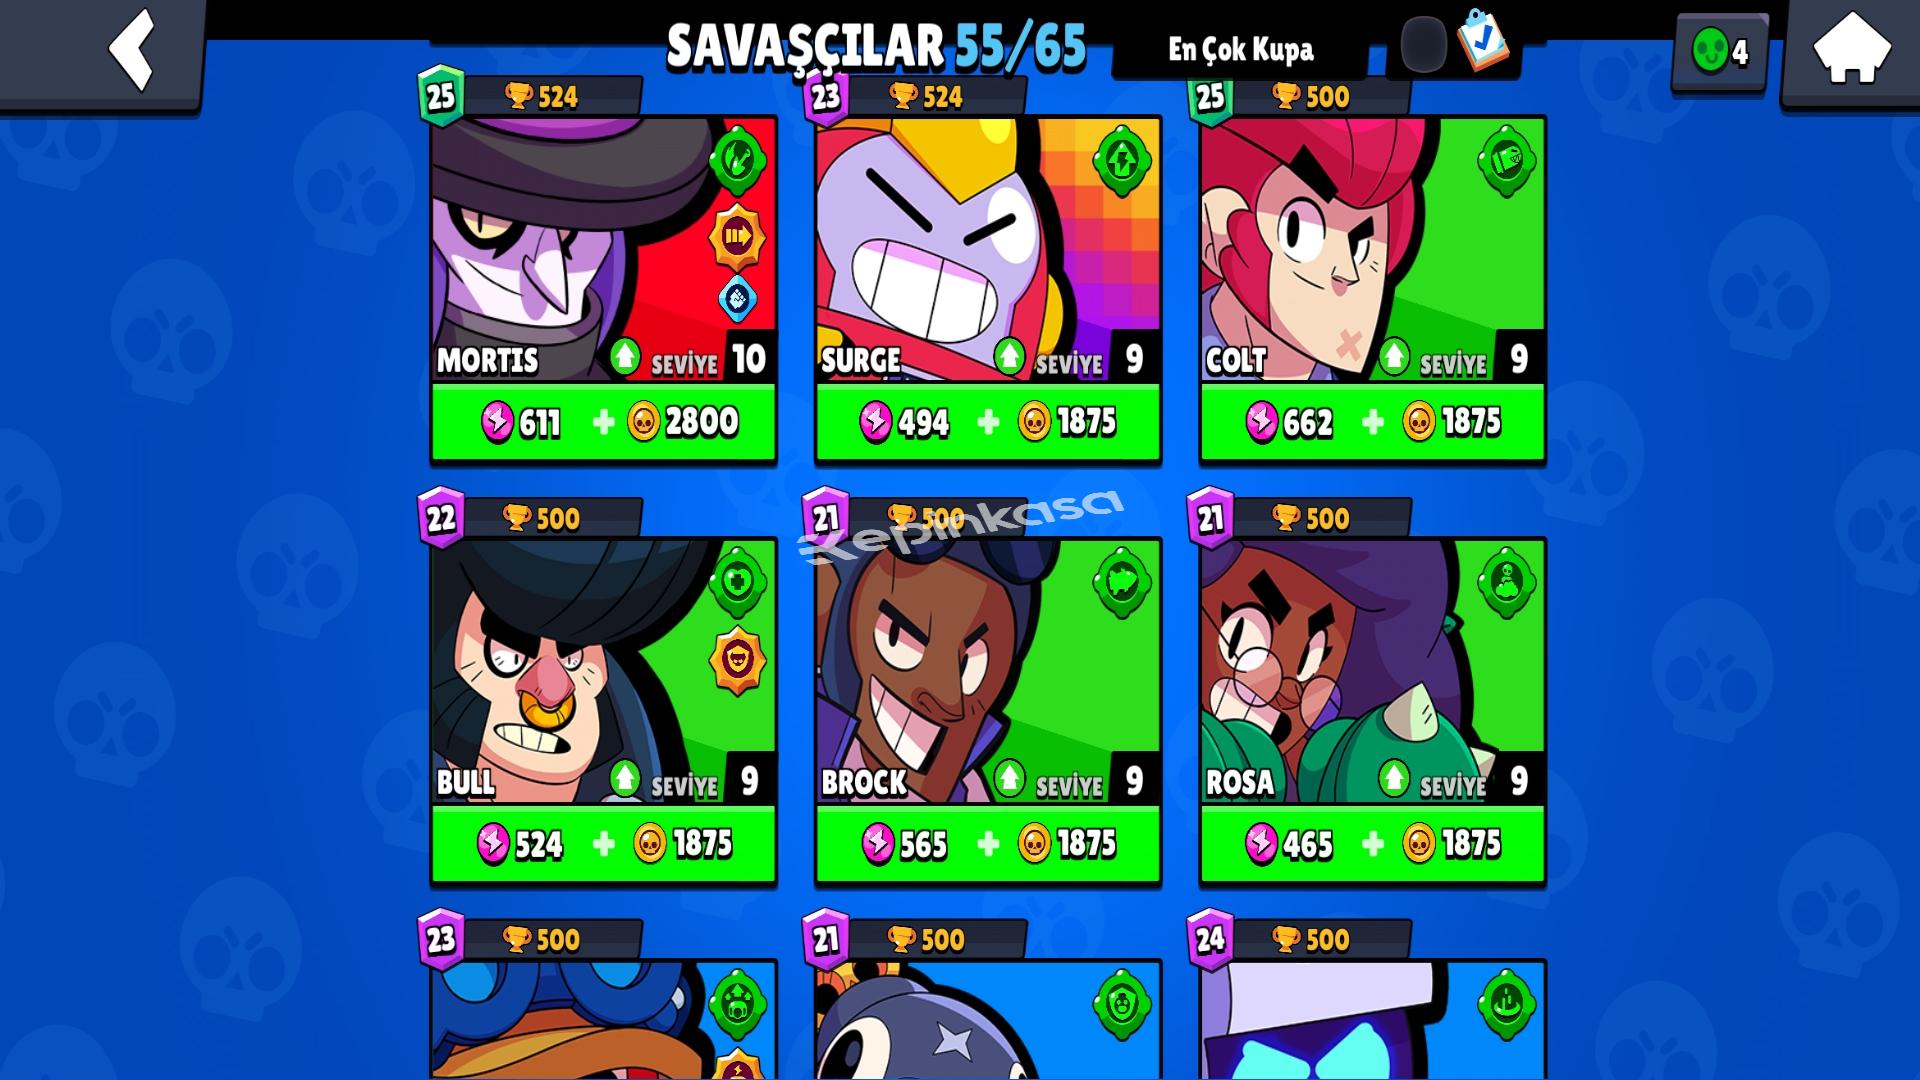 SAVAŞÇILAR 55/65
En Çok Kupa
4
25 524
23 524
25 500
MORTIS SEVİYE 10
SURGE SEVİYE 9
COLT SEVİYE 9
611 + 2800
494 + 1875
662 + 1875
22 500
21 500
21 500
epinkasa
BULL SEVİYE 9
BROCK SEVİYE 9
ROSA SEVİYE 9
524 + 1875
565 + 1875
465 + 1875
23 500
21 500
24 500